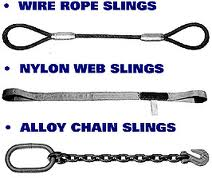 • WIRE ROPE SLINGS
• NYLON WEB SLINGS
• ALLOY CHAIN SLINGS